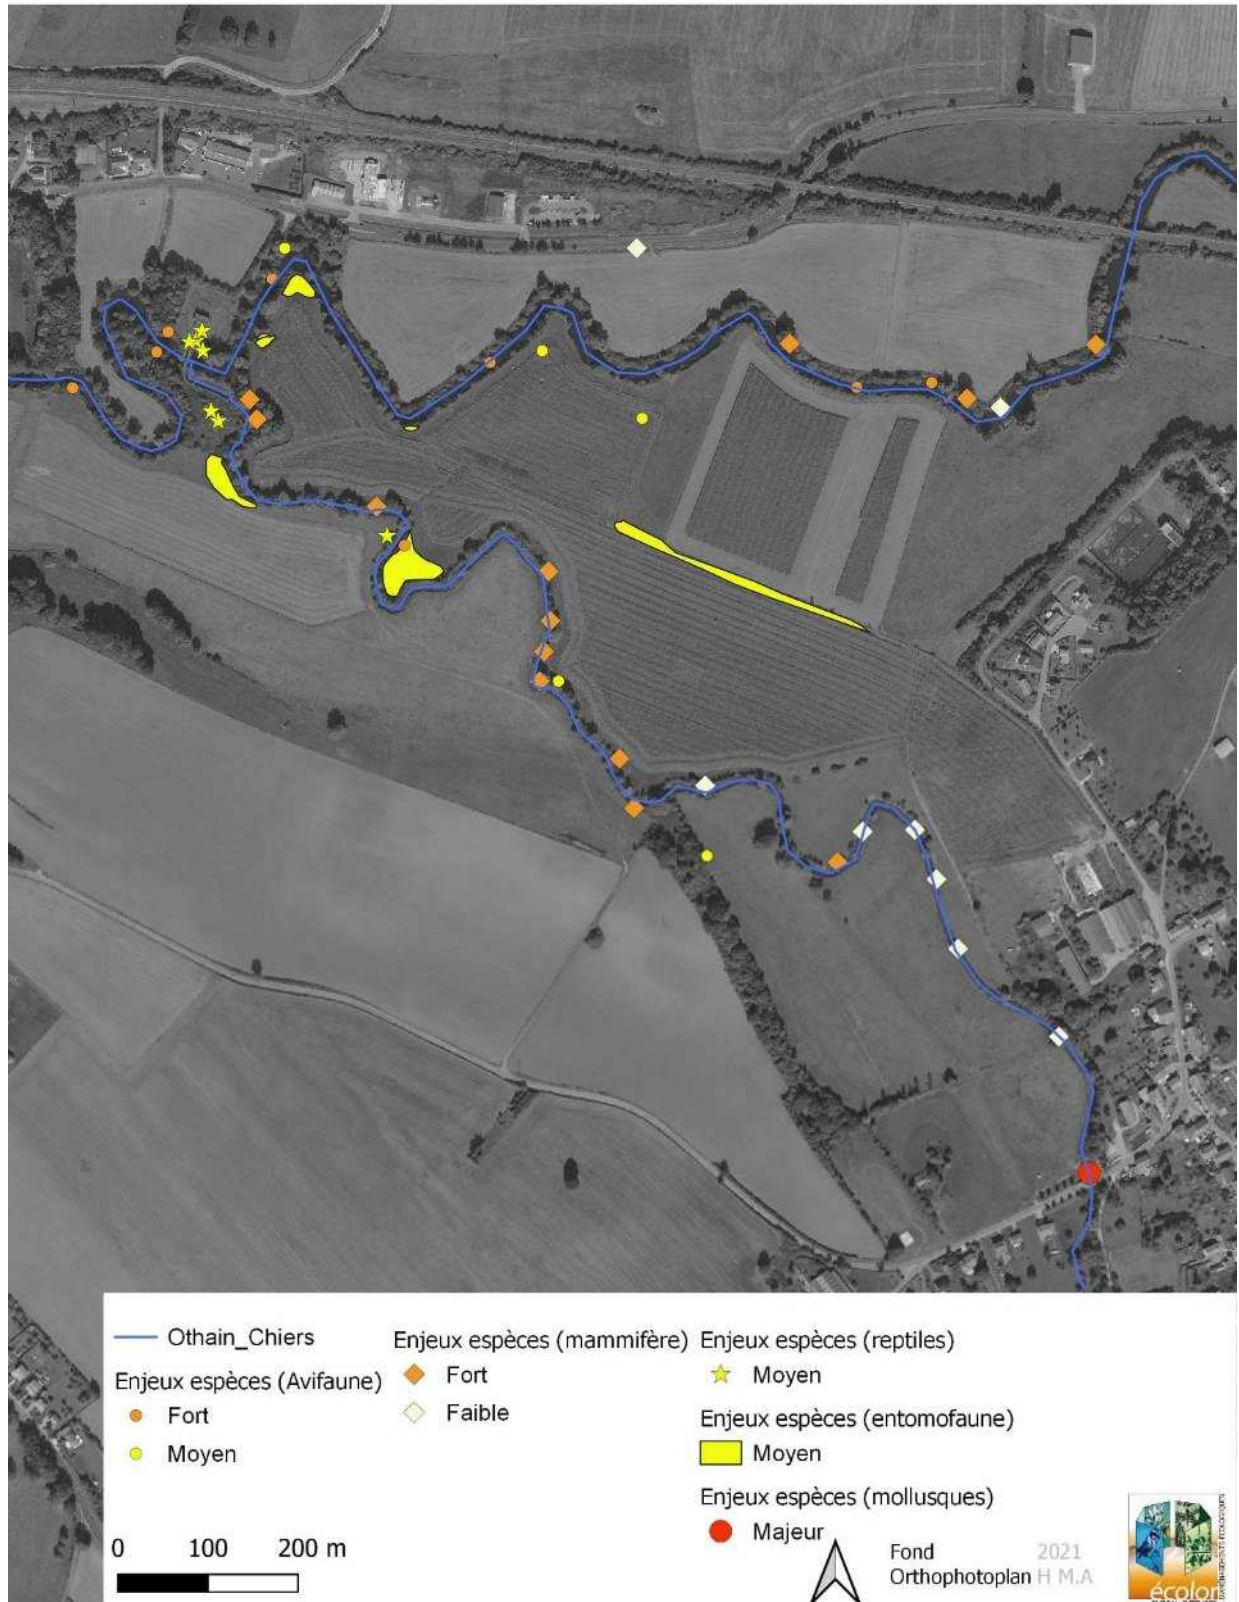 Othain_Chiers
Enjeux espèces (Avifaune)
Fort
Moyen
Enjeux espèces (mammifère)
Fort
Faible
Enjeux espèces (reptiles)
Moyen
Enjeux espèces (entomofaune)
Moyen
Enjeux espèces (mollusques)
Majeur
0 100 200 m
Fond 2021
Orthophotoplan H M.A
écolor